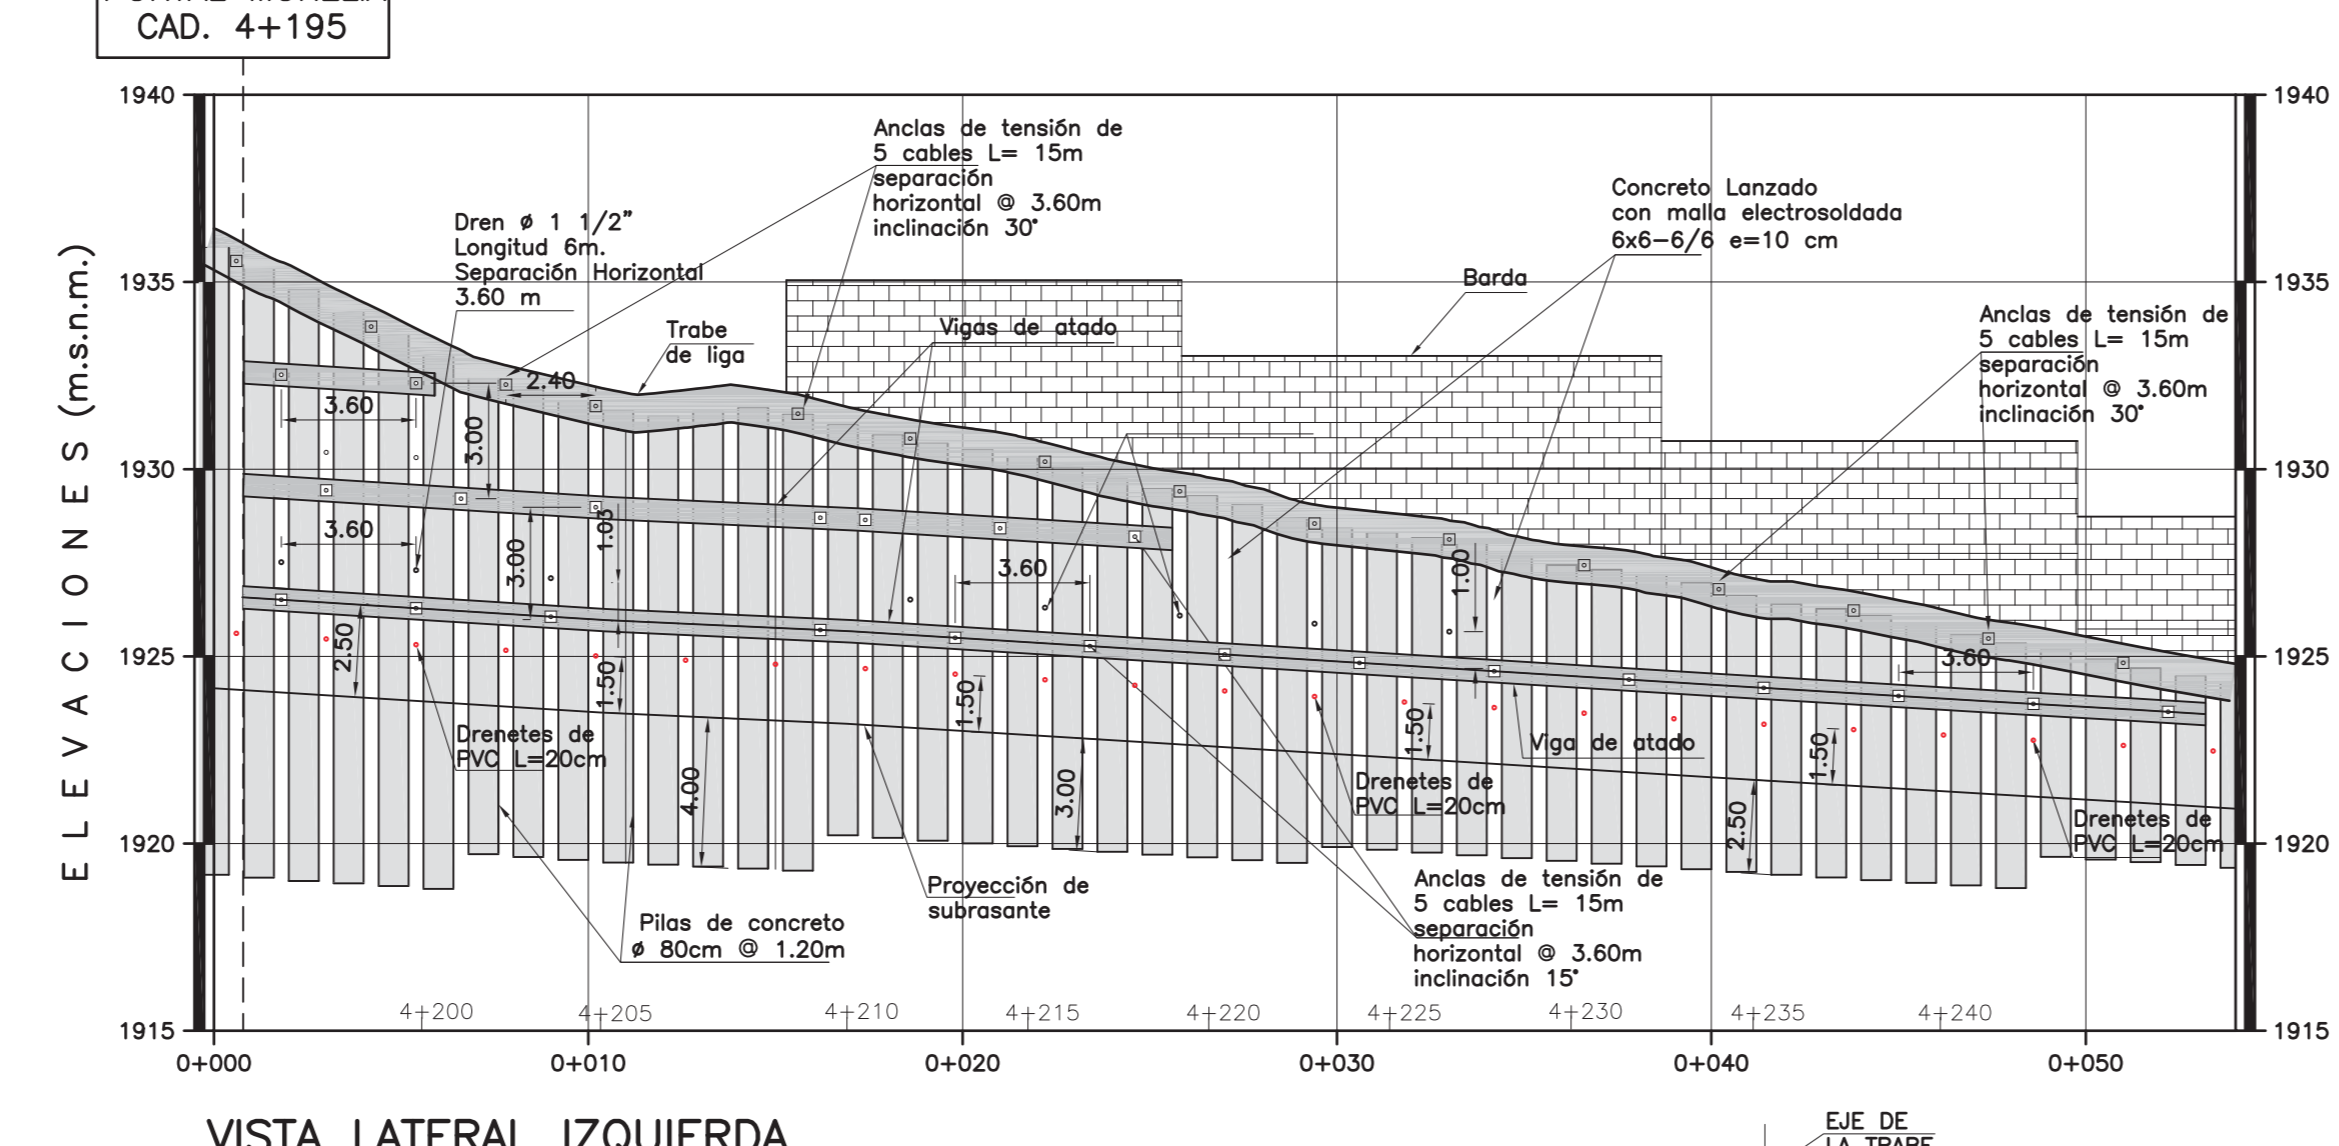 CAD. 4+195
ELEVACIONES (m.s.n.m.)
1940
1935
1930
1925
1920
1915
1940
1935
1930
1925
1920
1915
Anclas de tensión de
5 cables L= 15m
separación
horizontal @ 3.60m
inclinación 30°
Dren ø 1 1/2"
Longitud 6m.
Separación Horizontal
3.60 m
Trabe
de liga
Vigas de atado
Barda
Concreto Lanzado
con malla electrosoldada
6x6-6/6 e=10 cm
Anclas de tensión de
5 cables L= 15m
separación
horizontal @ 3.60m
inclinación 30°
2.40
3.60
3.00
3.60
3.00
1.03
3.60
1.00
3.60
2.50
1.50
1.50
1.50
1.50
4.00
3.00
2.50
Drenetes de
PVC L=20cm
Viga de atado
Drenetes de
PVC L=20cm
Drenetes de
PVC L=20cm
Proyección de
subrasante
Pilas de concreto
ø 80cm @ 1.20m
Anclas de tensión de
5 cables L= 15m
separación
horizontal @ 3.60m
inclinación 15°
4+200
4+205
4+210
4+215
4+220
4+225
4+230
4+235
4+240
0+000
0+010
0+020
0+030
0+040
0+050
VISTA LATERAL IZQUIERDA
EJE DE
LA TRABE